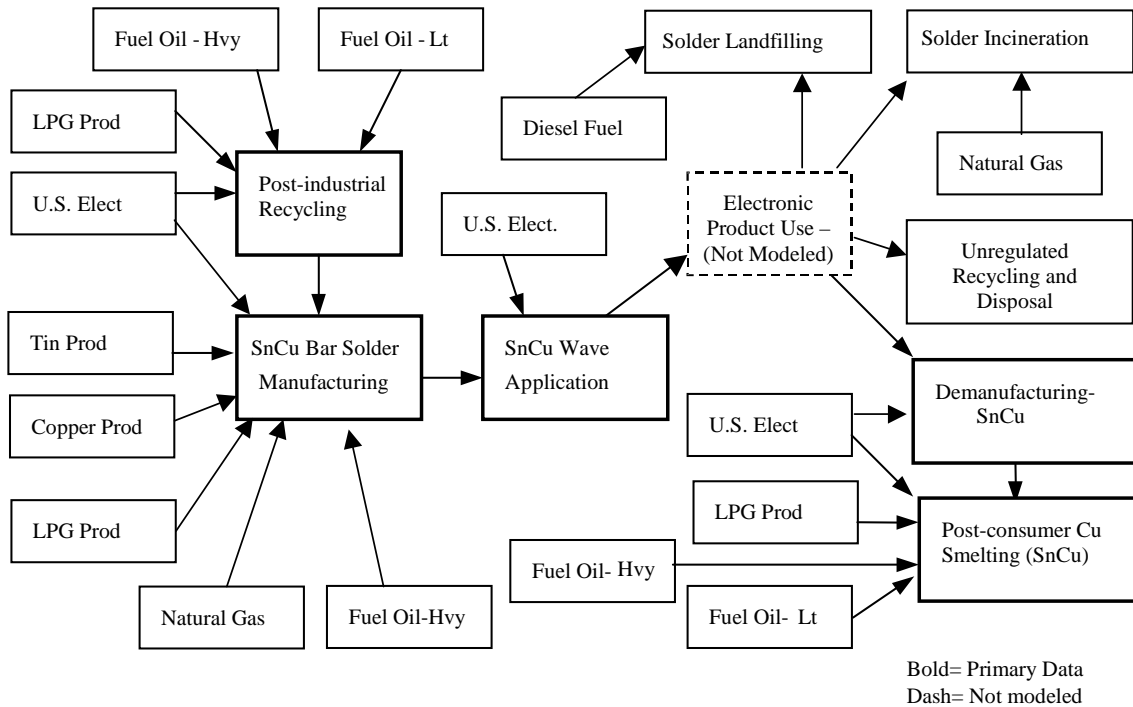 Fuel Oil - Hvy
Fuel Oil - Lt
Solder Landfilling
Solder Incineration
LPG Prod
Diesel Fuel
Natural Gas
Post-industrial
Recycling
U.S. Elect
U.S. Elect.
Electronic
Product Use –
(Not Modeled)
Unregulated
Recycling and
Disposal
Tin Prod
SnCu Bar Solder
Manufacturing
SnCu Wave
Application
Copper Prod
Demanufacturing-
SnCu
U.S. Elect
LPG Prod
LPG Prod
Post-consumer Cu
Smelting (SnCu)
Fuel Oil- Hvy
Natural Gas
Fuel Oil-Hvy
Fuel Oil- Lt
Bold= Primary Data
Dash= Not modeled